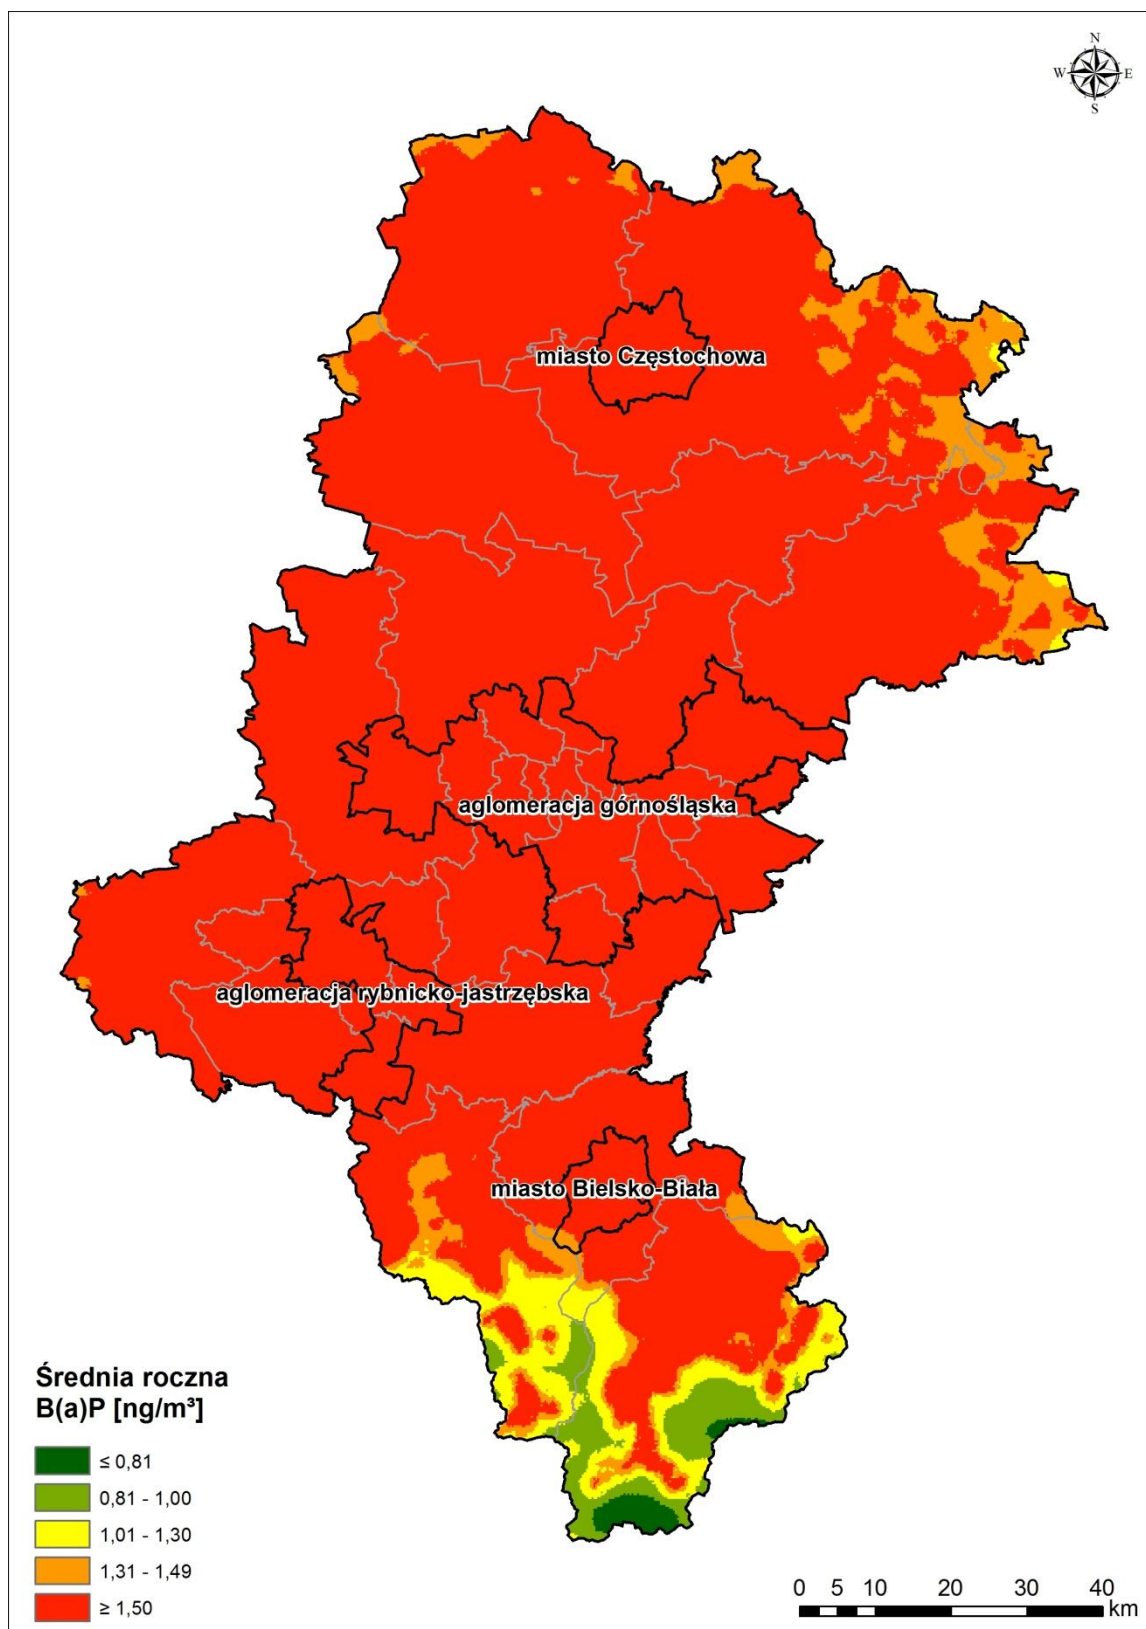 N
W E
S
miasto Częstochowa
aglomeracja górnośląska
aglomeracja rybnicko-jastrzębska
miasto Bielsko-Biała
Średnia roczna
B(a)P [ng/m³]
≤ 0,81
0,81 - 1,00
1,01 - 1,30
1,31 - 1,49
≥ 1,50
0 5 10 20 30 40
km